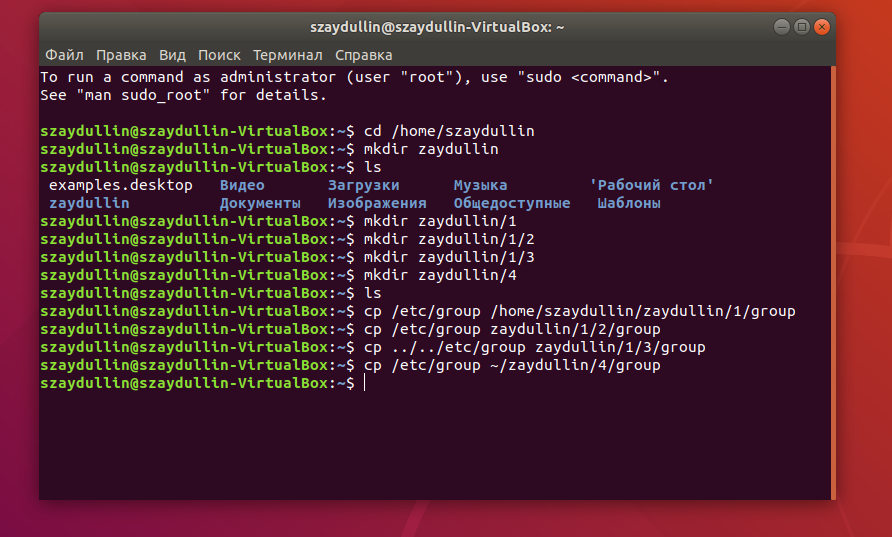 szaydullin@szaydullin-VirtualBox: ~
Файл Правка Вид Поиск Терминал Справка
To run a command as administrator (user "root"), use "sudo <command>".
See "man sudo_root" for details.
szaydullin@szaydullin-VirtualBox:~$ cd /home/szaydullin
szaydullin@szaydullin-VirtualBox:~$ mkdir zaydullin
szaydullin@szaydullin-VirtualBox:~$ ls
examples.desktop Видео Загрузки Музыка 'Рабочий стол'
zaydullin Документы Изображения Общедоступные Шаблоны
szaydullin@szaydullin-VirtualBox:~$ mkdir zaydullin/1
szaydullin@szaydullin-VirtualBox:~$ mkdir zaydullin/1/2
szaydullin@szaydullin-VirtualBox:~$ mkdir zaydullin/1/3
szaydullin@szaydullin-VirtualBox:~$ mkdir zaydullin/4
szaydullin@szaydullin-VirtualBox:~$ ls
szaydullin@szaydullin-VirtualBox:~$ cp /etc/group /home/szaydullin/zaydullin/1/group
szaydullin@szaydullin-VirtualBox:~$ cp /etc/group zaydullin/1/2/group
szaydullin@szaydullin-VirtualBox:~$ cp ../../etc/group zaydullin/1/3/group
szaydullin@szaydullin-VirtualBox:~$ cp /etc/group ~/zaydullin/4/group
szaydullin@szaydullin-VirtualBox:~$